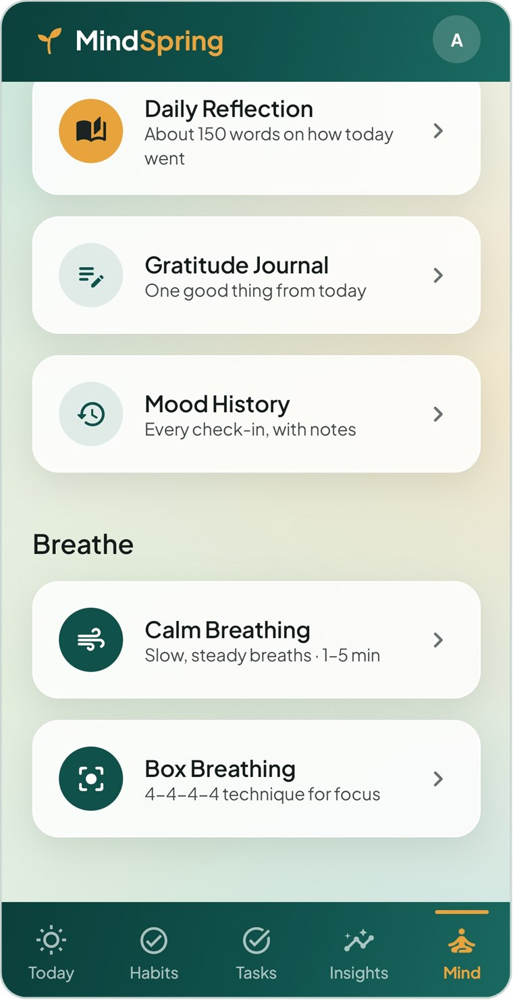 MindSpring
A
Daily Reflection
About 150 words on how today
went
Gratitude Journal
One good thing from today
Mood History
Every check-in, with notes
Breathe
Calm Breathing
Slow, steady breaths · 1–5 min
Box Breathing
4–4–4–4 technique for focus
Today Habits Tasks Insights Mind